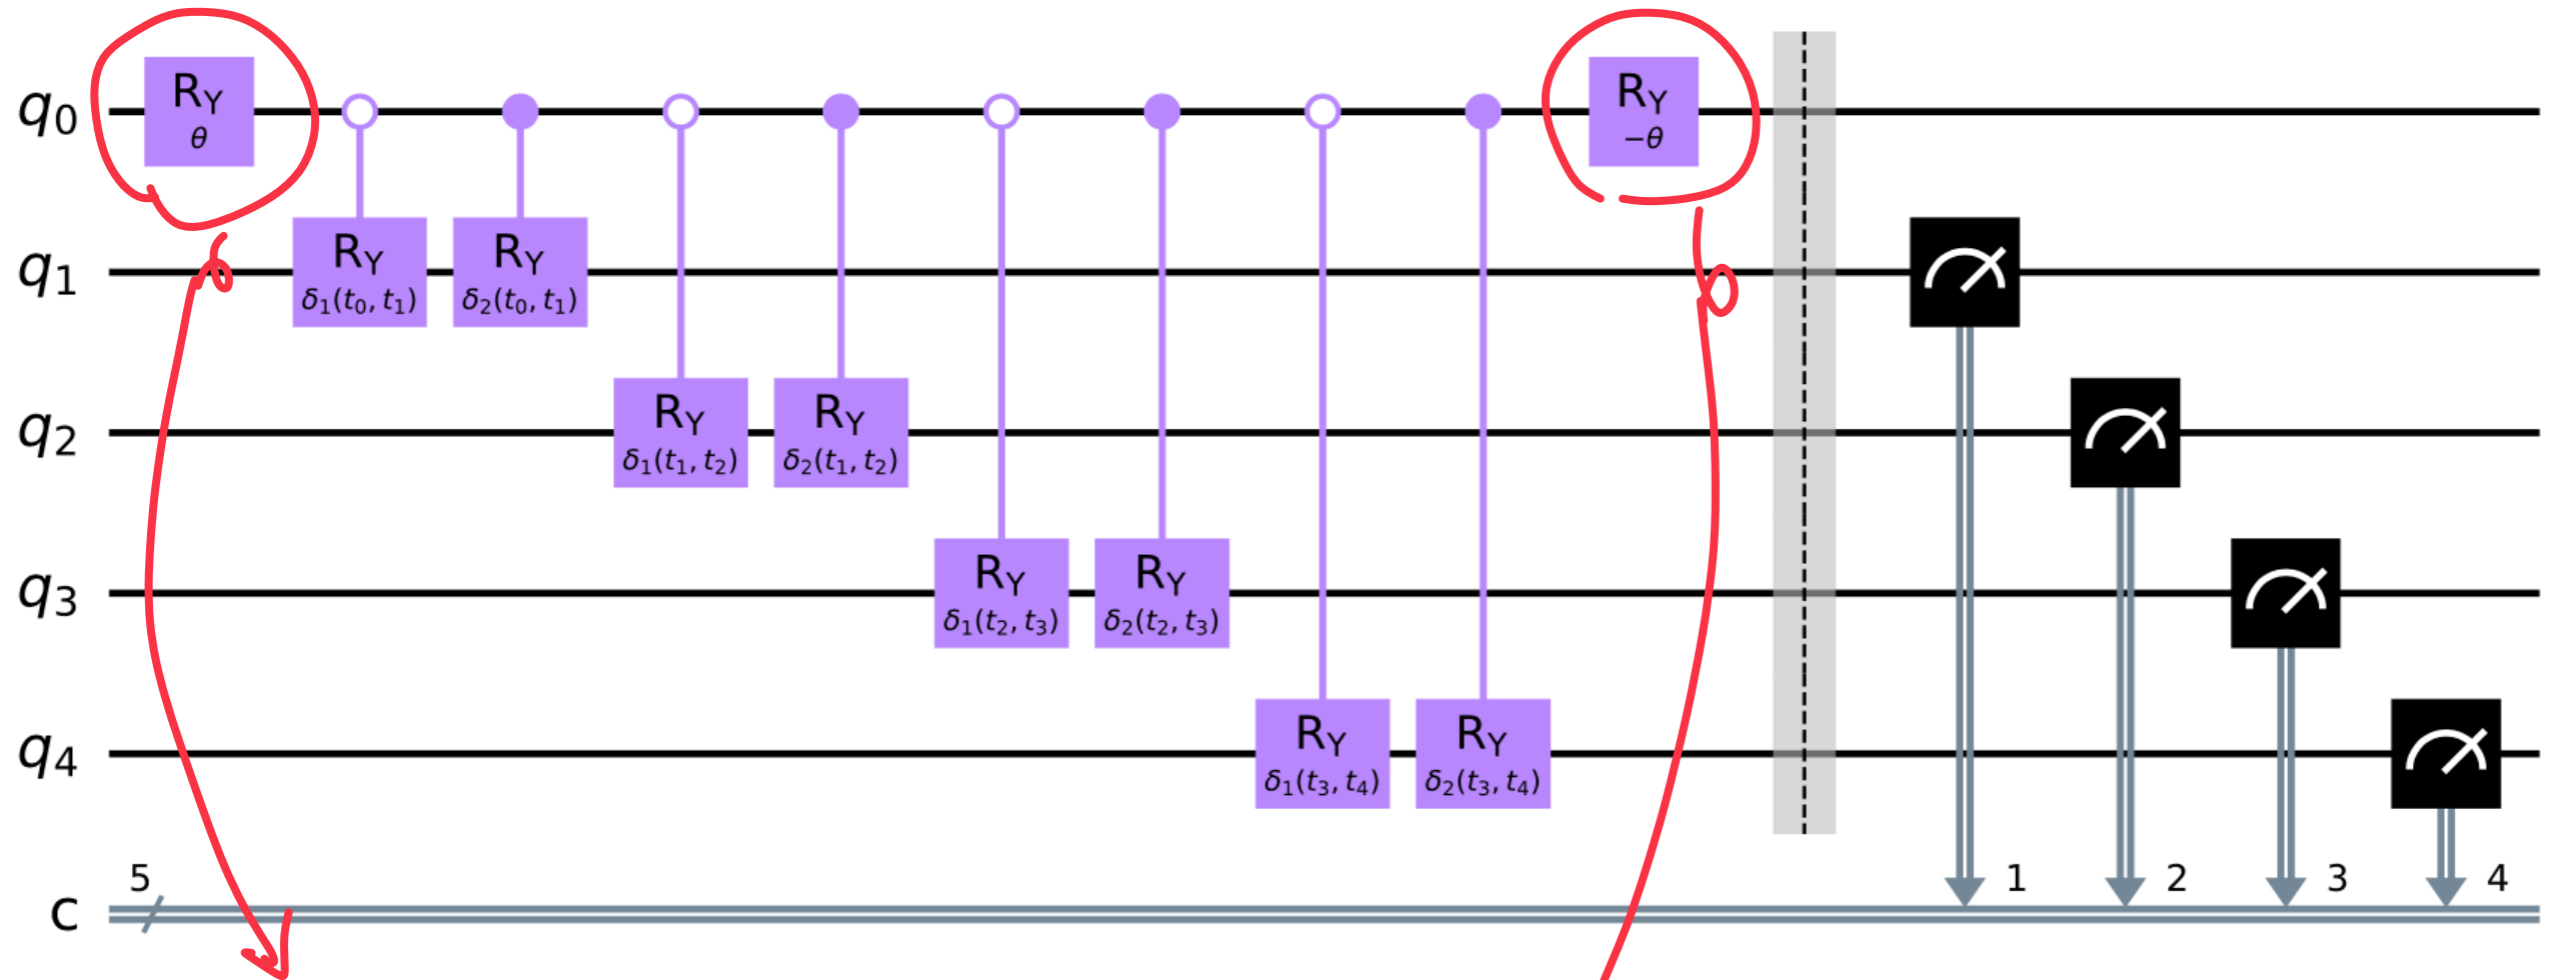 q0 RY θ RY −θ
q1 RY δ1(t0, t1) RY δ2(t0, t1)
q2 RY δ1(t1, t2) RY δ2(t1, t2)
q3 RY δ1(t2, t3) RY δ2(t2, t3)
q4 RY δ1(t3, t4) RY δ2(t3, t4)
5 1 2 3 4
c